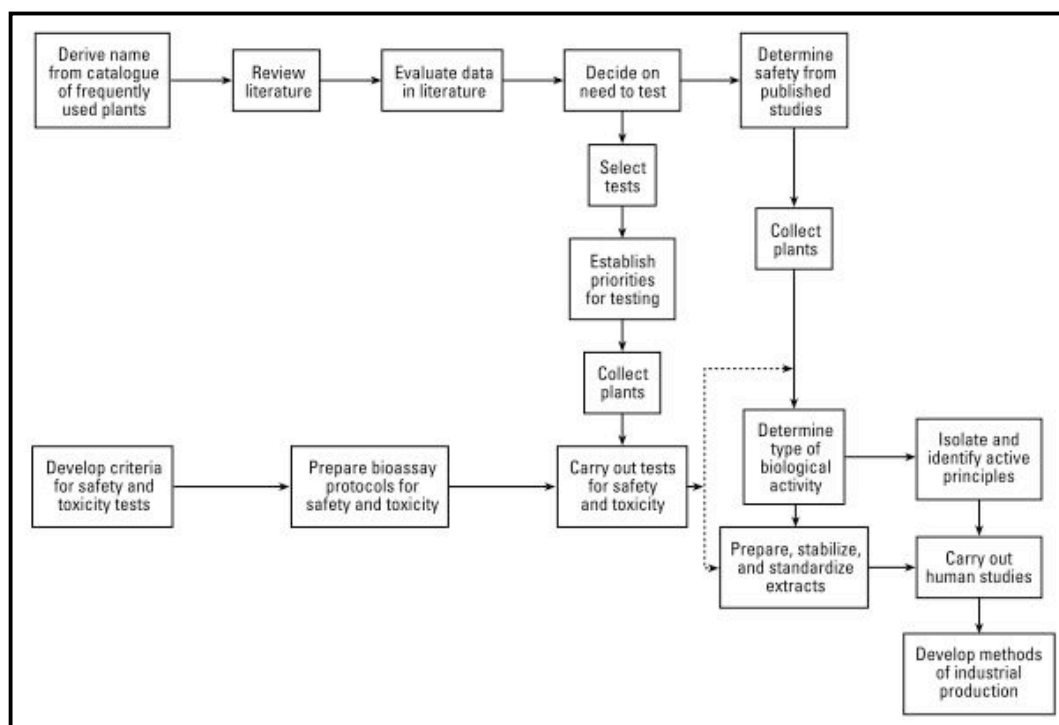 Derive name
from catalogue
of frequently
used plants
Review
literature
Evaluate data
in literature
Decide on
need to test
Determine
safety from
published
studies
Select
tests
Collect
plants
Establish
priorities
for testing
Collect
plants
Develop criteria
for safety and
toxicity tests
Prepare bioassay
protocols for
safety and toxicity
Carry out tests
for safety
and toxicity
Determine
type of
biological
activity
Isolate and
identify active
principles
Prepare, stabilize,
and standardize
extracts
Carry out
human studies
Develop methods
of industrial
production